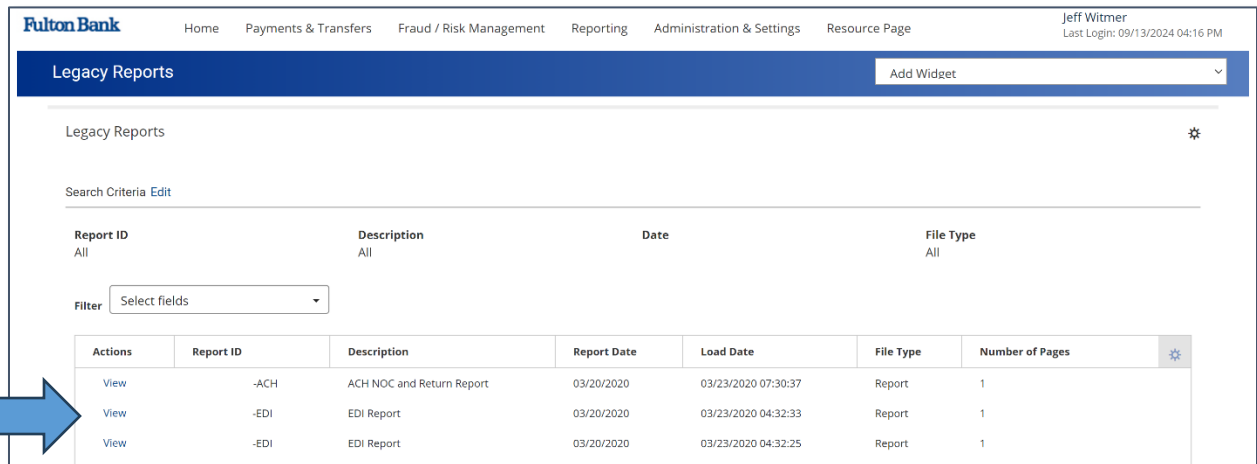 Fulton Bank Home Payments & Transfers Fraud / Risk Management Reporting Administration & Settings Resource Page Jeff Witmer
Last Login: 09/13/2024 04:16 PM
Legacy Reports Add Widget
Legacy Reports
Search Criteria Edit
Report ID Description Date File Type
All All All
Filter Select fields
Actions Report ID Description Report Date Load Date File Type Number of Pages
View -ACH ACH NOC and Return Report 03/20/2020 03/23/2020 07:30:37 Report 1
View -EDI EDI Report 03/20/2020 03/23/2020 04:32:33 Report 1
View -EDI EDI Report 03/20/2020 03/23/2020 04:32:25 Report 1